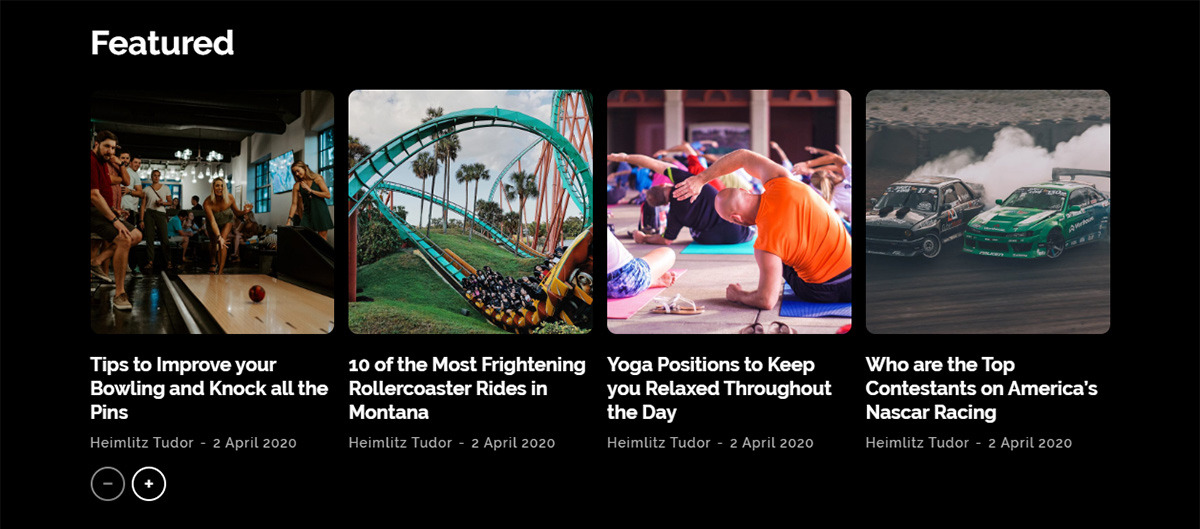 Featured
Tips to Improve your
Bowling and Knock all the
Pins
Heimlitz Tudor - 2 April 2020
10 of the Most Frightening
Rollercoaster Rides in
Montana
Heimlitz Tudor - 2 April 2020
Yoga Positions to Keep
you Relaxed Throughout
the Day
Heimlitz Tudor - 2 April 2020
Who are the Top
Contestants on America's
Nascar Racing
Heimlitz Tudor - 2 April 2020
− +